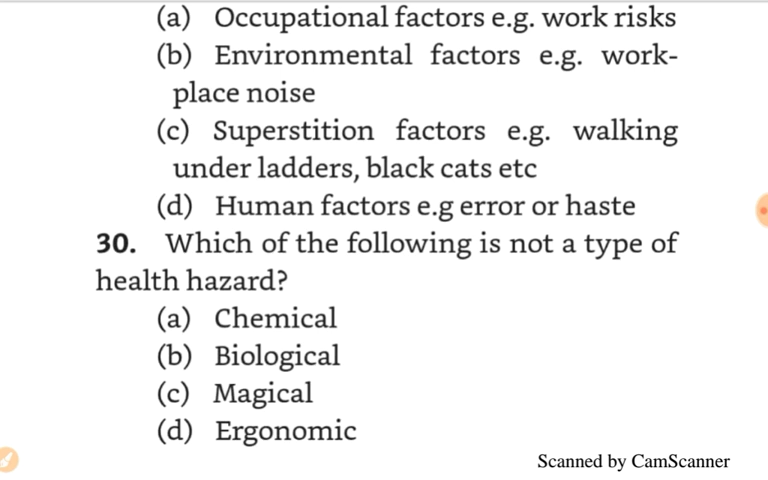 (a) Occupational factors e.g. work risks
(b) Environmental factors e.g. work-
place noise
(c) Superstition factors e.g. walking
under ladders, black cats etc
(d) Human factors e.g error or haste
30. Which of the following is not a type of
health hazard?
(a) Chemical
(b) Biological
(c) Magical
(d) Ergonomic
Scanned by CamScanner